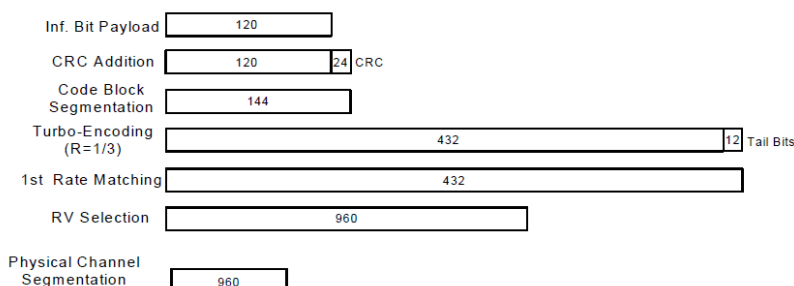 Inf. Bit Payload 120
CRC Addition 120 24 CRC
Code Block
Segmentation 144
Turbo-Encoding
(R=1/3) 432 12 Tail Bits
1st Rate Matching 432
RV Selection 960
Physical Channel
Segmentation 960